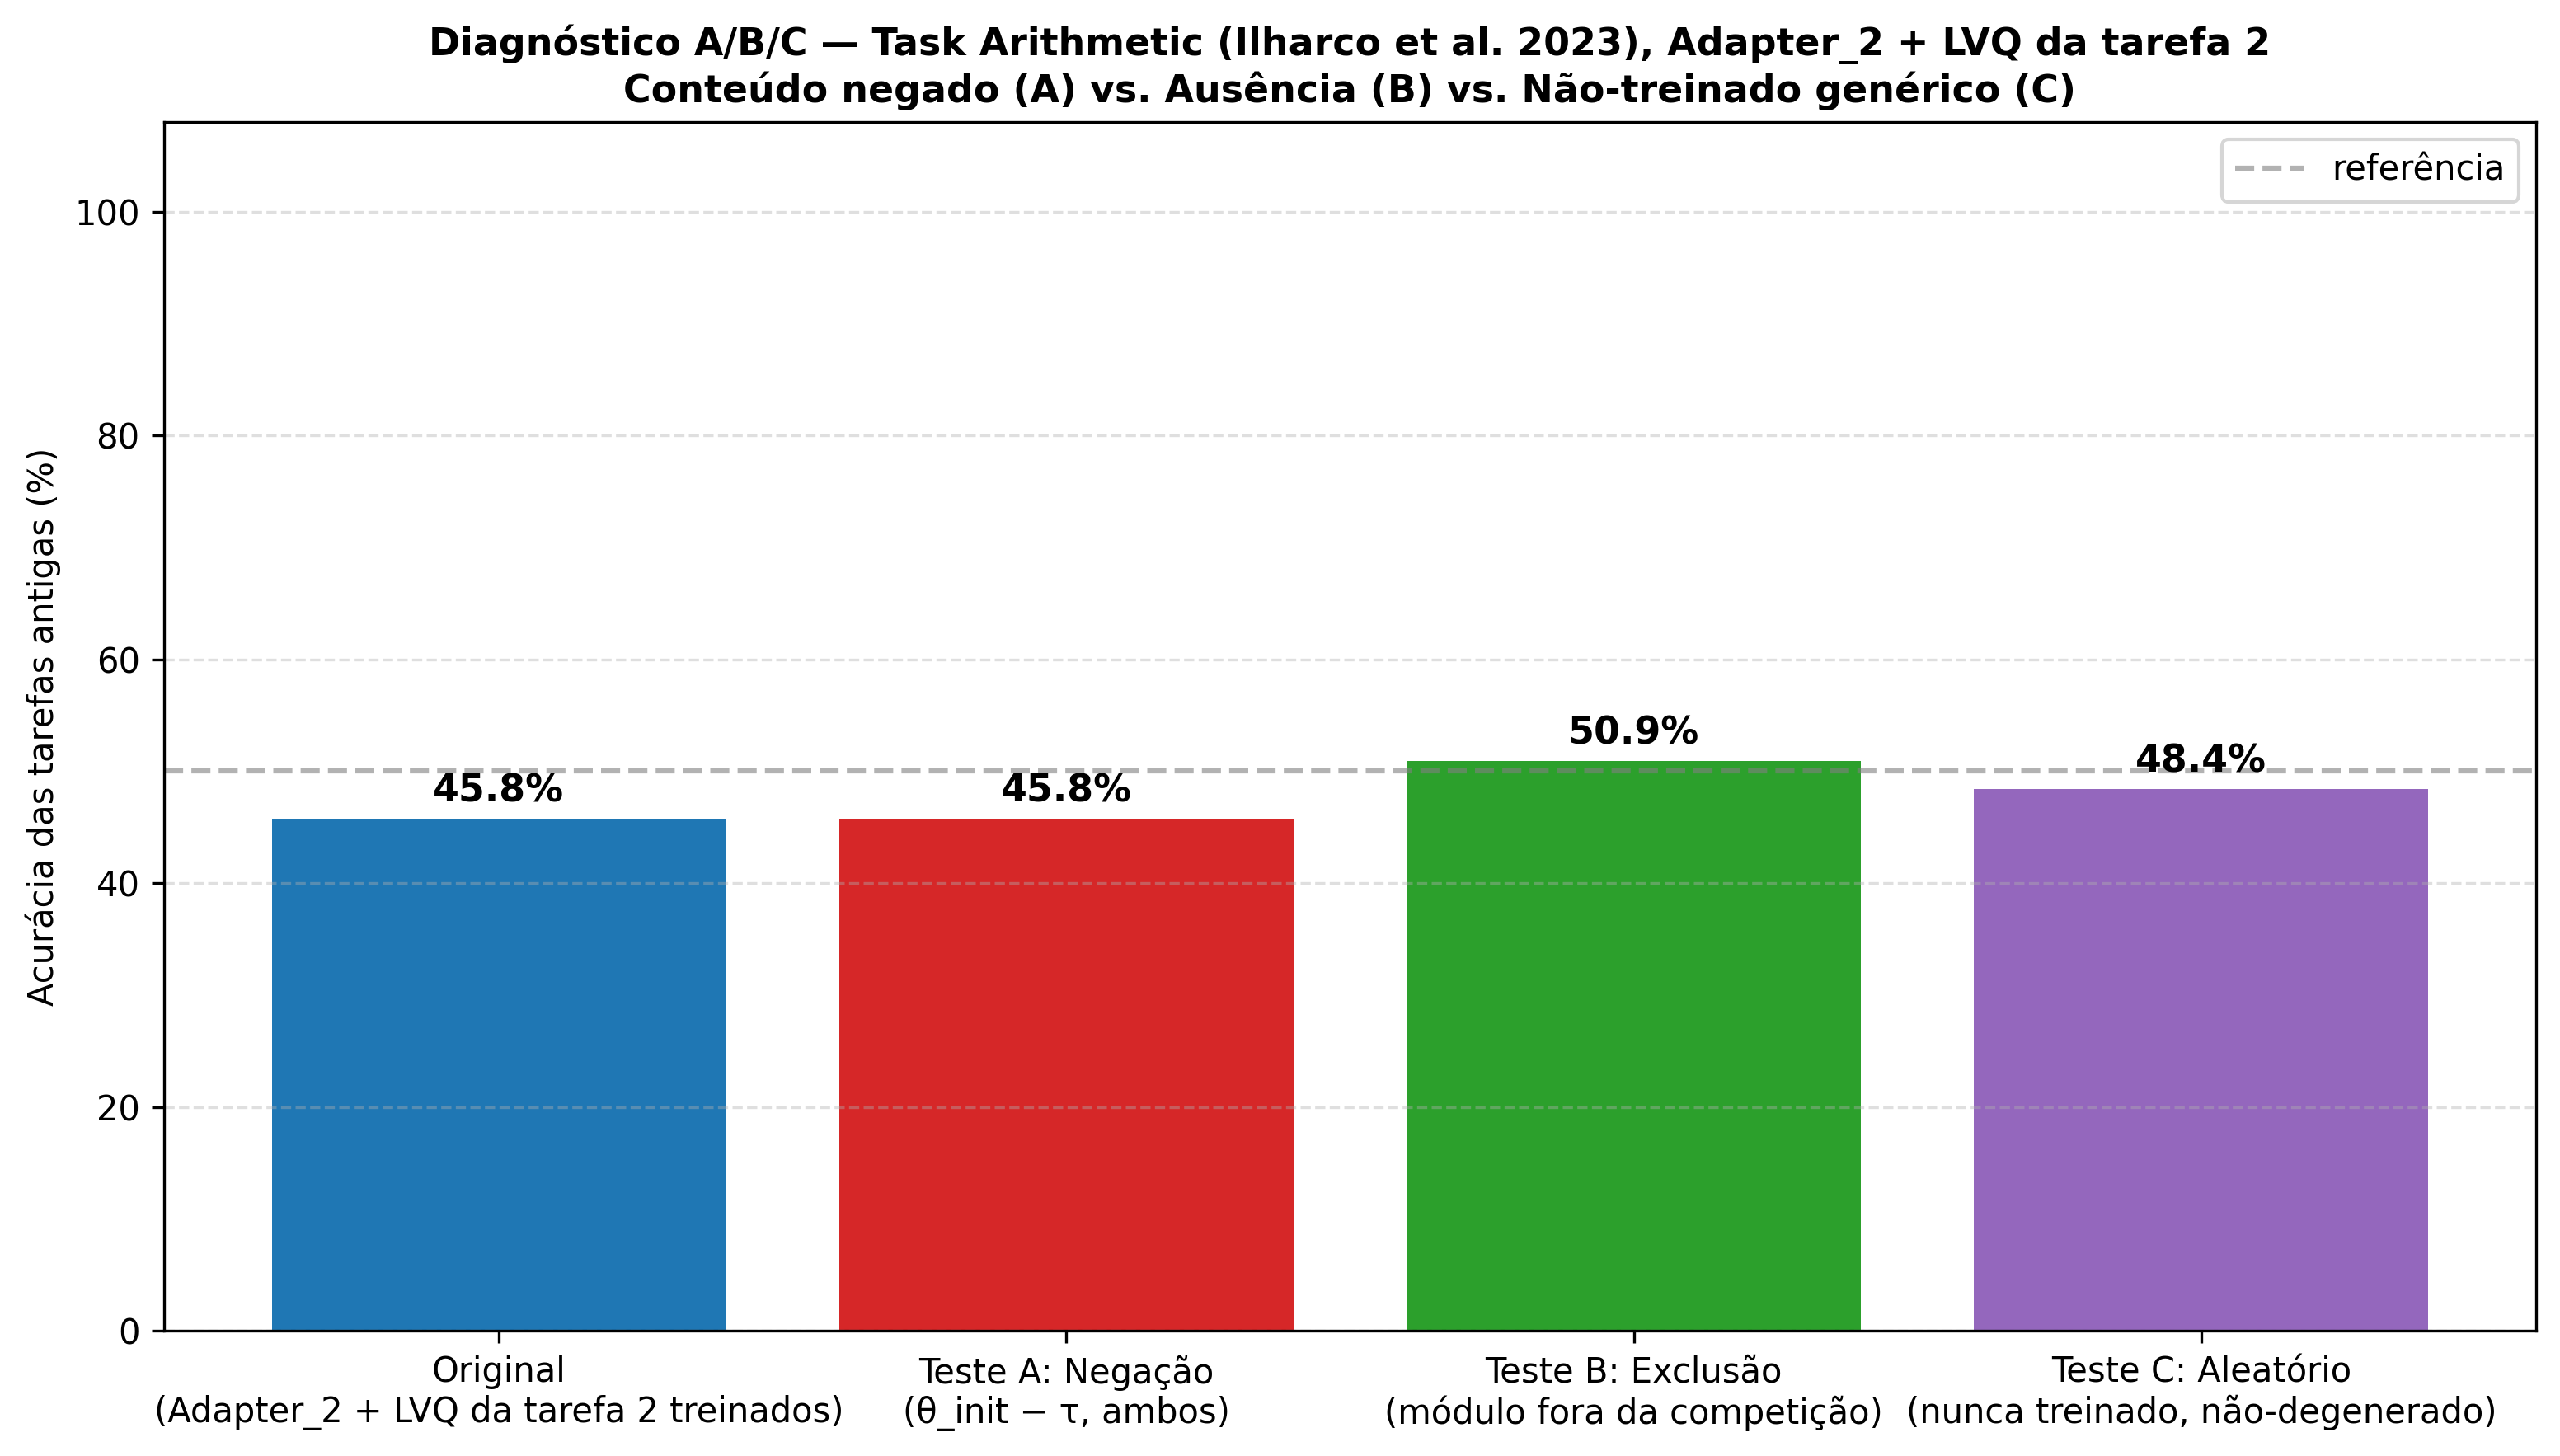 Diagnóstico A/B/C — Task Arithmetic (Ilharco et al. 2023), Adapter_2 + LVQ da tarefa 2
Conteúdo negado (A) vs. Ausência (B) vs. Não-treinado genérico (C)
referência
Acurácia das tarefas antigas (%)
100
80
60
40
20
0
45.8%
45.8%
50.9%
48.4%
Original
(Adapter_2 + LVQ da tarefa 2 treinados)
Teste A: Negação
(θ_init − τ, ambos)
Teste B: Exclusão
(módulo fora da competição)
Teste C: Aleatório
(nunca treinado, não-degenerado)